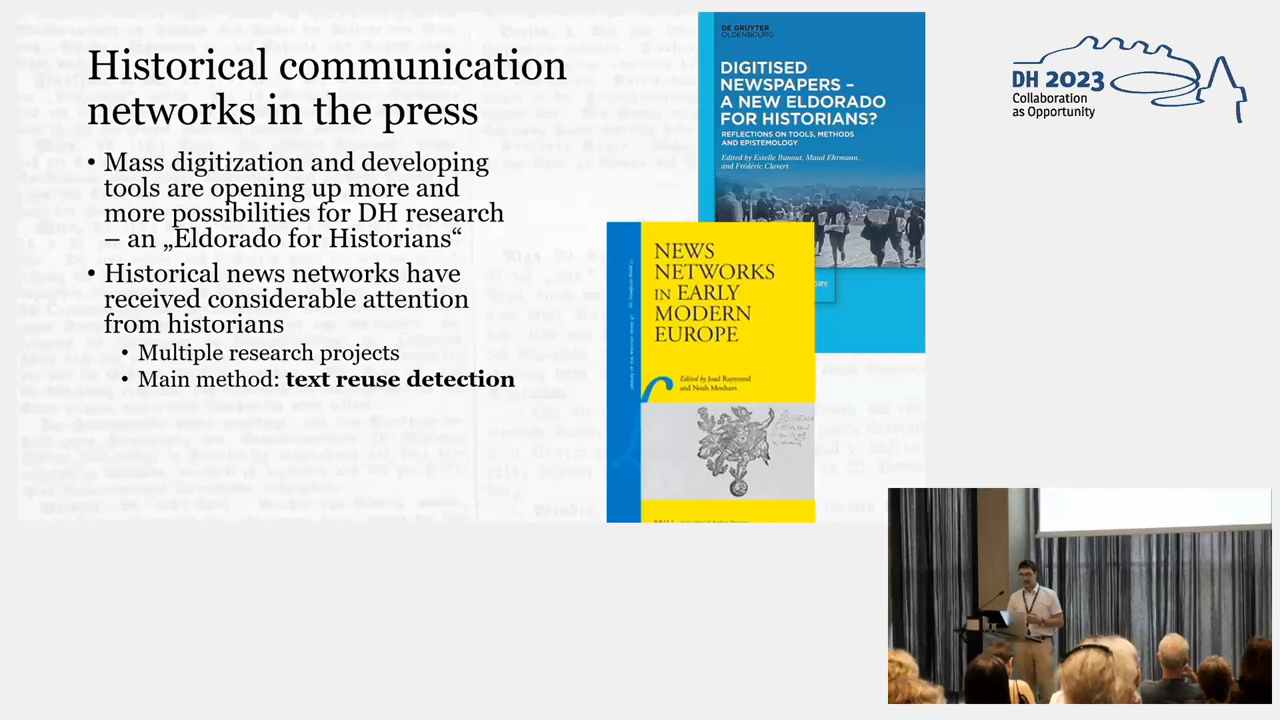 Historical communication
networks in the press
• Mass digitization and developing
tools are opening up more and
more possibilities for DH research
– an „Eldorado for Historians“
• Historical news networks have
received considerable attention
from historians
• Multiple research projects
• Main method: text reuse detection
DE GRUYTER
OLDENBOURG
DIGITISED
NEWSPAPERS –
A NEW ELDORADO
FOR HISTORIANS?
REFLECTIONS ON TOOLS, METHODS
AND EPISTEMOLOGY
Edited by Estelle Bunout, Maud Ehrmann,
and Frédéric Clavert
NEWS
NETWORKS
IN EARLY
MODERN
EUROPE
Edited by Joad Raymond
and Noah Moxham
DH 2023
Collaboration
as Opportunity